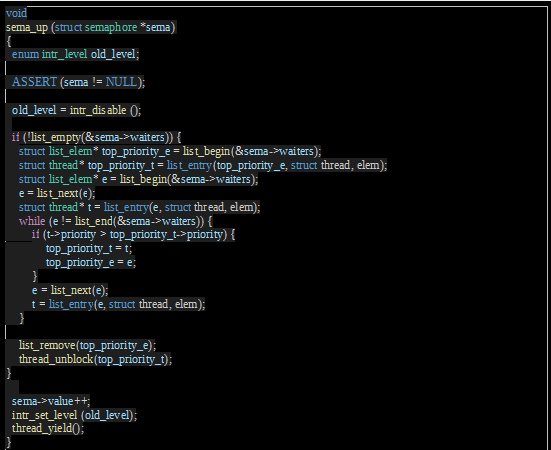 void
sema_up (struct semaphore *sema)
{
enum intr_level old_level;
ASSERT (sema != NULL);
old_level = intr_disable ();
if (!list_empty(&sema->waiters)) {
struct list_elem* top_priority_e = list_begin(&sema->waiters);
struct thread* top_priority_t = list_entry(top_priority_e, struct thread, elem);
struct list_elem* e = list_begin(&sema->waiters);
e = list_next(e);
struct thread* t = list_entry(e, struct thread, elem);
while (e != list_end(&sema->waiters)) {
if (t->priority > top_priority_t->priority) {
top_priority_t = t;
top_priority_e = e;
}
e = list_next(e);
t = list_entry(e, struct thread, elem);
}
list_remove(top_priority_e);
thread_unblock(top_priority_t);
}
sema->value++;
intr_set_level (old_level);
thread_yield();
}